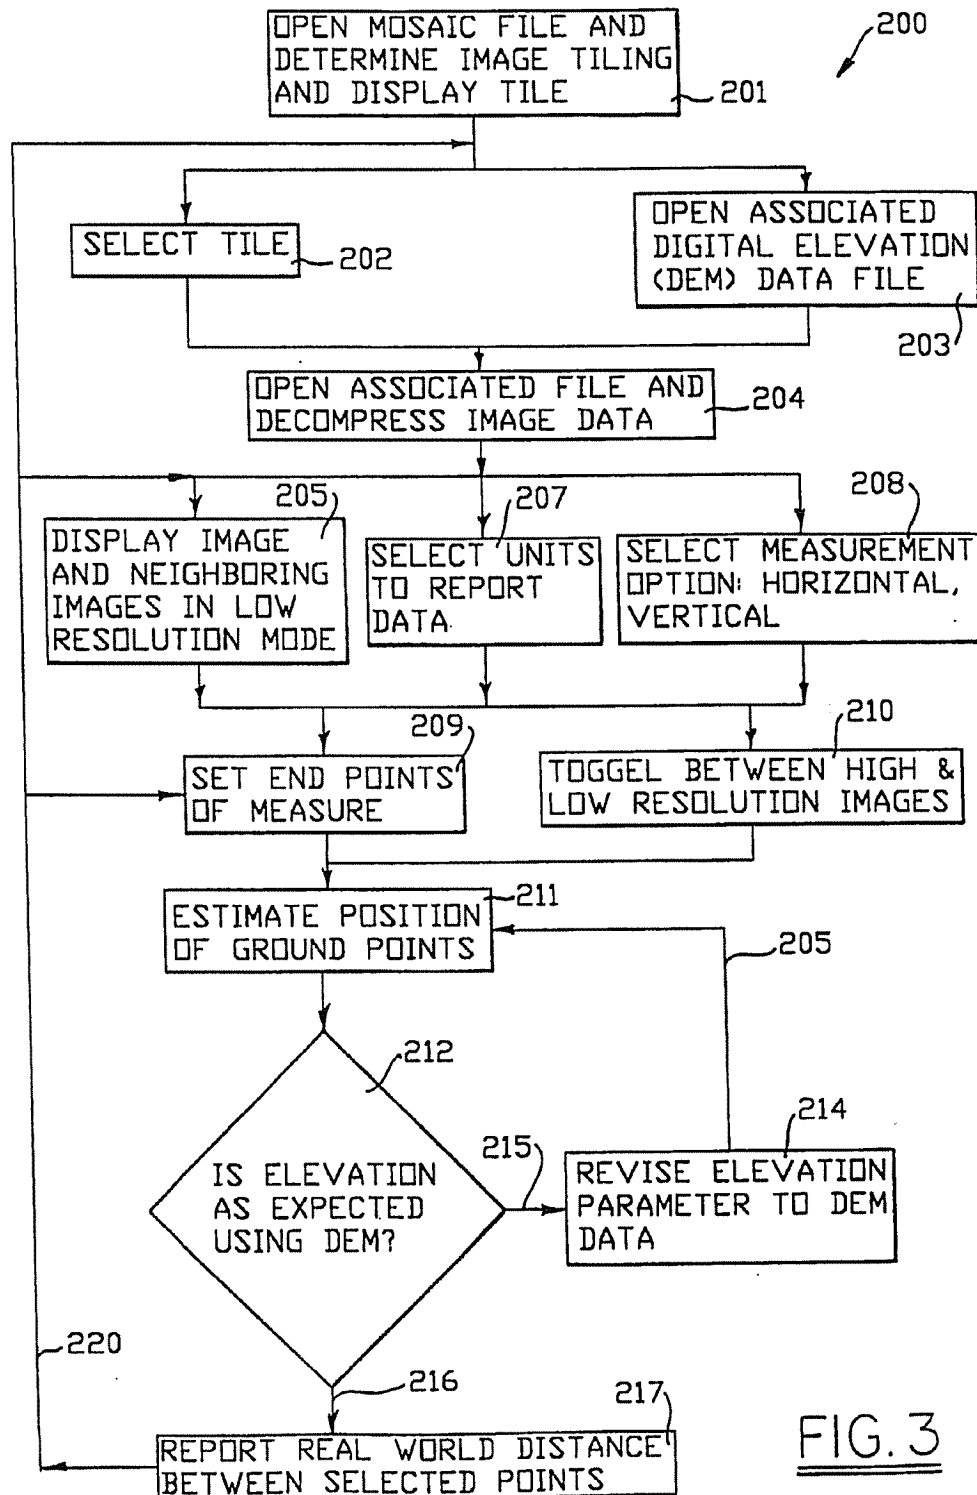 OPEN MOSAIC FILE AND
DETERMINE IMAGE TILING
AND DISPLAY TILE
200
201
SELECT TILE
202
OPEN ASSOCIATED
DIGITAL ELEVATION
(DEM) DATA FILE
203
OPEN ASSOCIATED FILE AND
DECOMPRESS IMAGE DATA
204
205
DISPLAY IMAGE
AND NEIGHBORING
IMAGES IN LOW
RESOLUTION MODE
207
SELECT UNITS
TO REPORT
DATA
208
SELECT MEASUREMENT
OPTION: HORIZONTAL,
VERTICAL
209
SET END POINTS
OF MEASURE
210
TOGGEL BETWEEN HIGH &
LOW RESOLUTION IMAGES
211
ESTIMATE POSITION
OF GROUND POINTS
205
212
IS ELEVATION
AS EXPECTED
USING DEM?
215
214
REVISE ELEVATION
PARAMETER TO DEM
DATA
220
216
217
REPORT REAL WORLD DISTANCE
BETWEEN SELECTED POINTS
FIG. 3